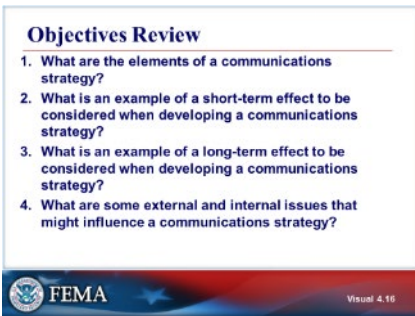 Objectives Review
1. What are the elements of a communications
strategy?
2. What is an example of a short-term effect to be
considered when developing a communications
strategy?
3. What is an example of a long-term effect to be
considered when developing a communications
strategy?
4. What are some external and internal issues that
might influence a communications strategy?
FEMA
Visual 4.16